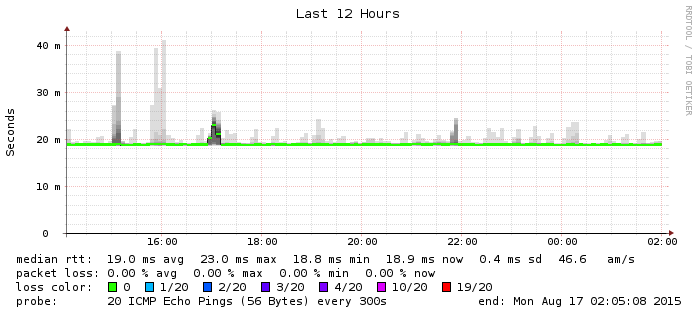 Last 12 Hours
RRDTOOL / TOBI OETIKER
Seconds
40 m
30 m
20 m
10 m
0
16:00 18:00 20:00 22:00 00:00 02:00
median rtt: 19.0 ms avg 23.0 ms max 18.8 ms min 18.9 ms now 0.4 ms sd 46.6 am/s
packet loss: 0.00 % avg 0.00 % max 0.00 % min 0.00 % now
loss color: 0 1/20 2/20 3/20 4/20 10/20 19/20
probe: 20 ICMP Echo Pings (56 Bytes) every 300s end: Mon Aug 17 02:05:08 2015